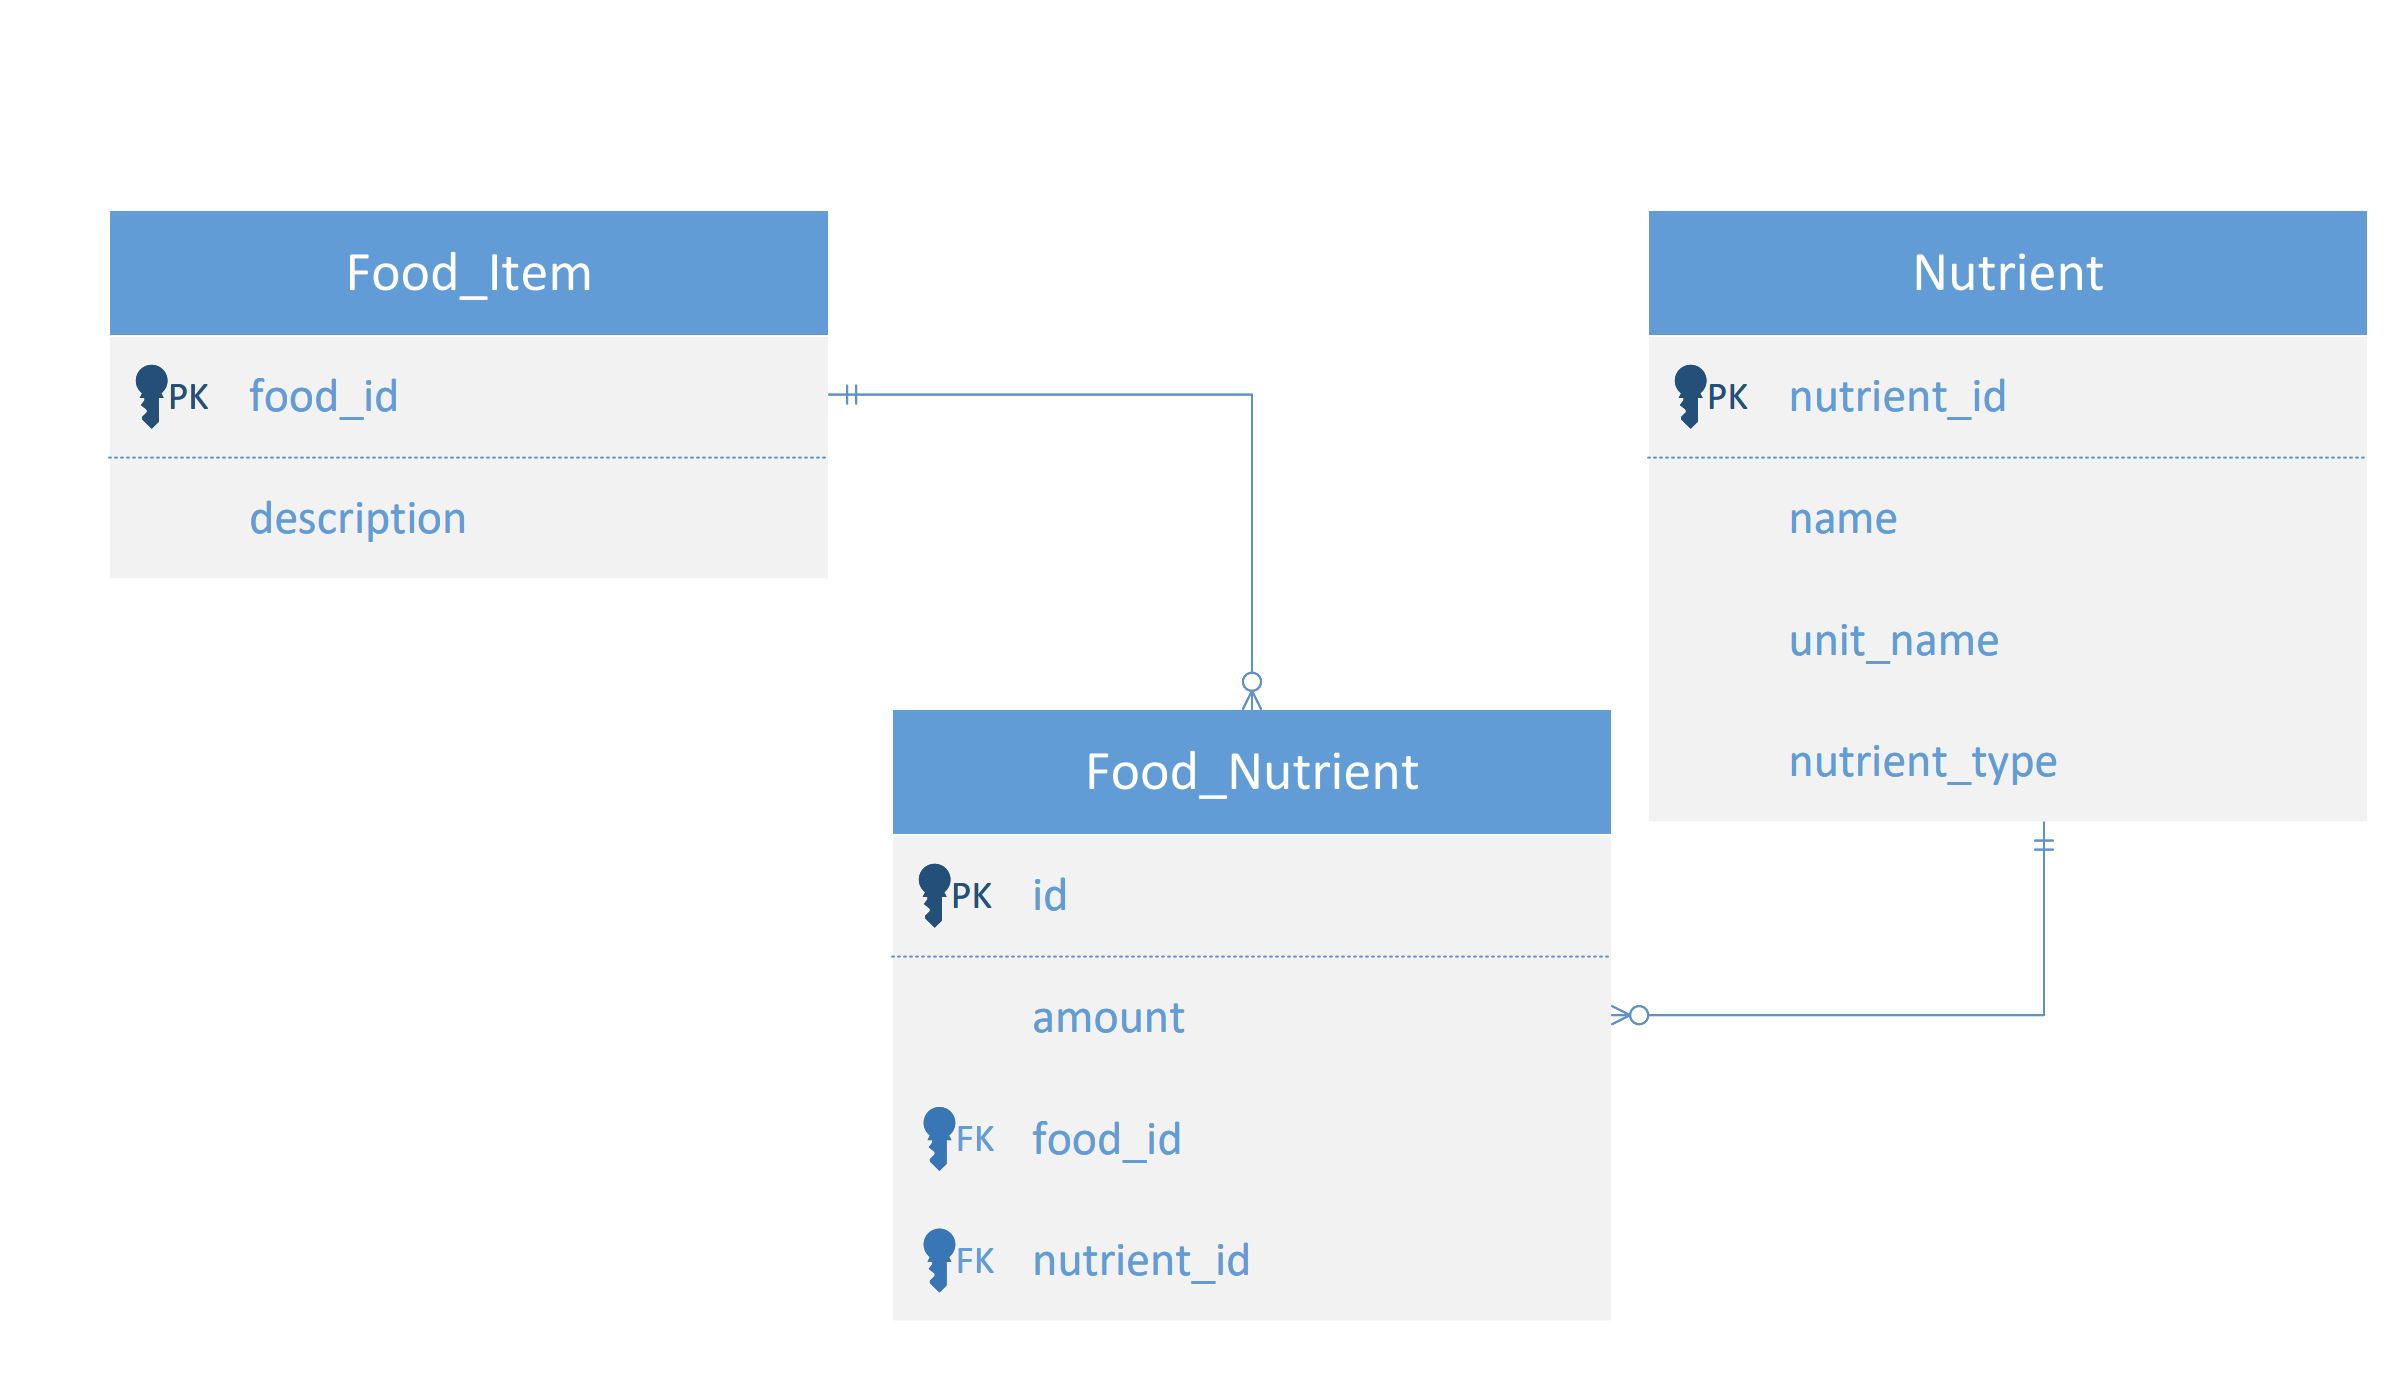 Food_Item
PK food_id
description
Nutrient
PK nutrient_id
name
unit_name
nutrient_type
Food_Nutrient
PK id
amount
FK food_id
FK nutrient_id